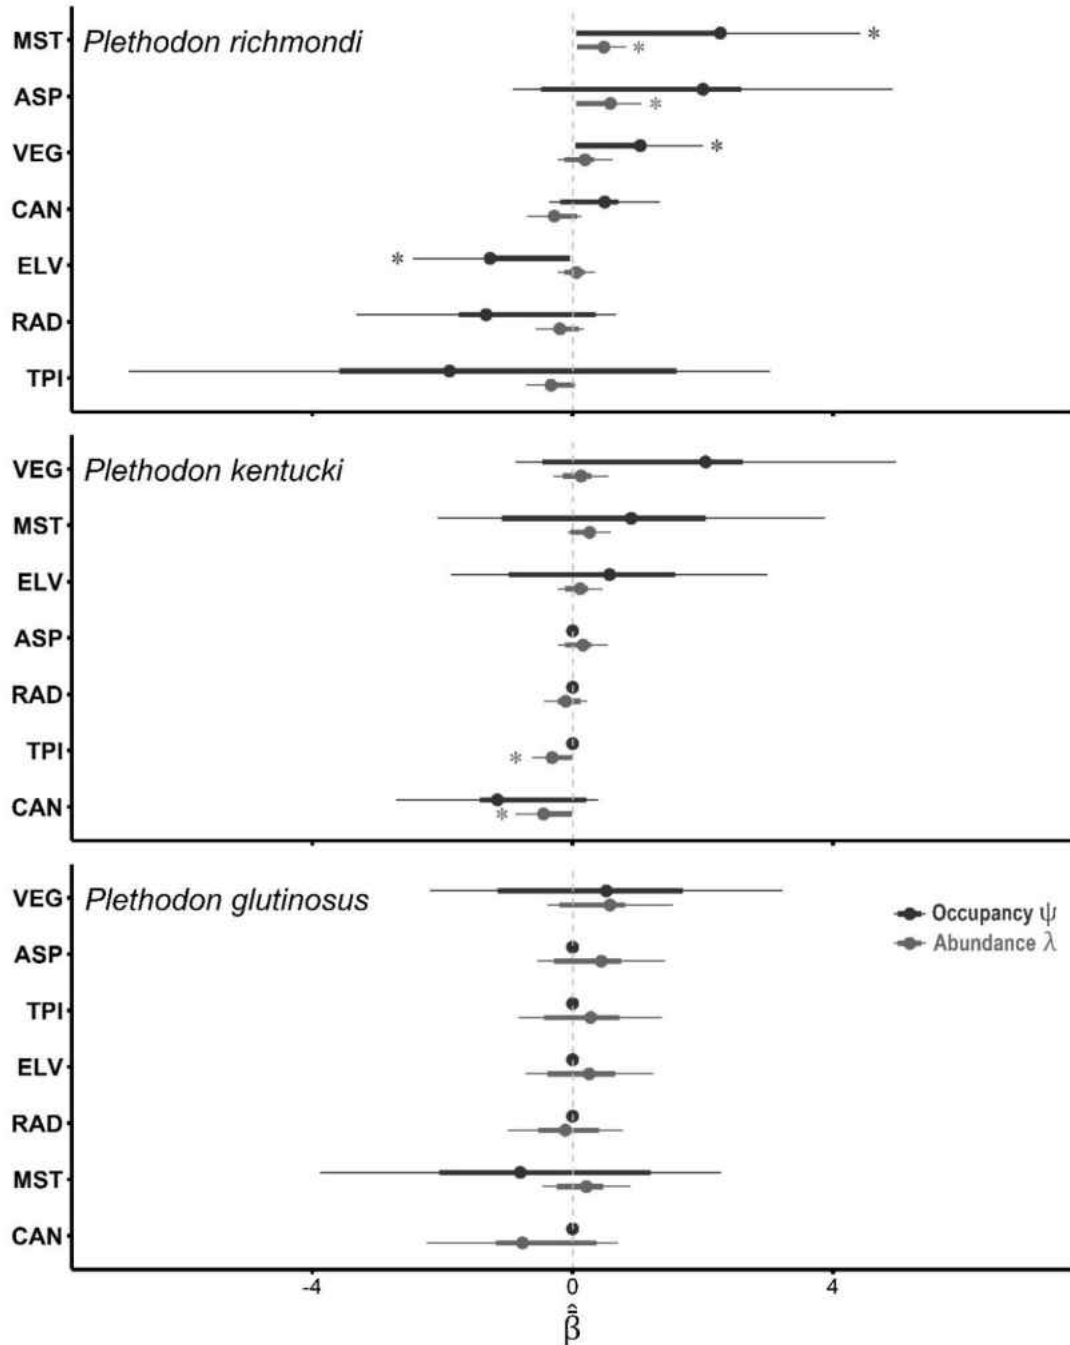 Plethodon richmondi
MST
*
*
ASP
*
VEG
*
CAN
ELV
*
RAD
TPI
Plethodon kentucki
VEG
MST
ELV
ASP
RAD
TPI
*
CAN
*
Plethodon glutinosus
VEG
Occupancy ψ
Abundance λ
ASP
TPI
ELV
RAD
MST
CAN
-4 0 4
β̂̄